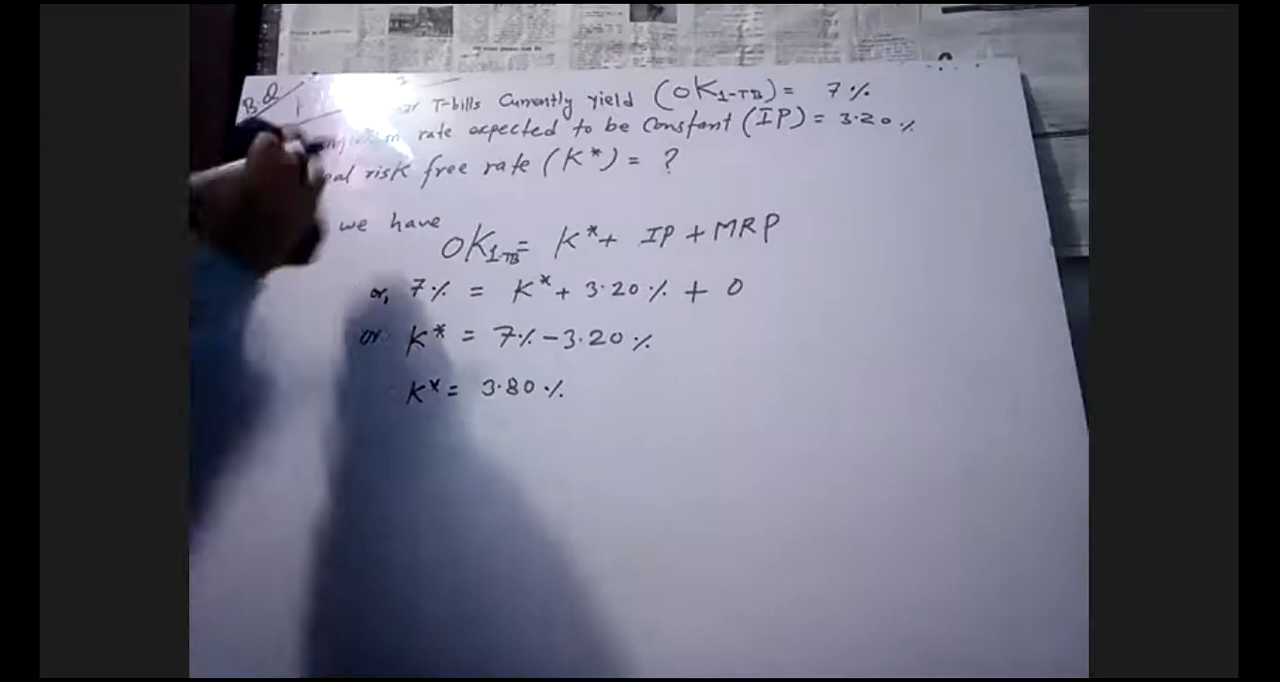 B.Q
1
T-bills Currently yield (OK1-TB) = 7%
rate expected to be Constant (IP) = 3.20%
risk free rate (K*) = ?
we have
OK1-TB = K* + IP + MRP
or, 7% = K* + 3.20% + 0
or K* = 7% - 3.20%
K* = 3.80%